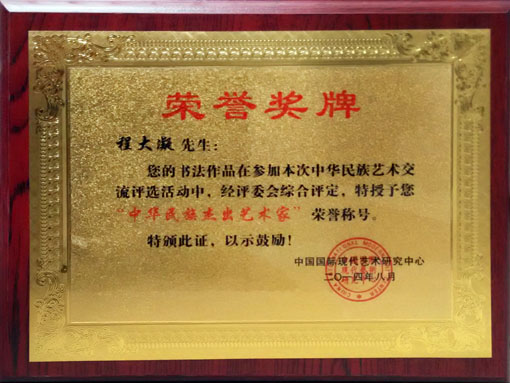 荣誉奖牌
程大凝 先生：
您的书法作品在参加本次中华民族艺术交
流评选活动中，经评委会综合评定，特授予您
“中华民族杰出艺术家”荣誉称号。
特颁此证，以示鼓励！
中国国际现代艺术研究中心
二〇一四年八月